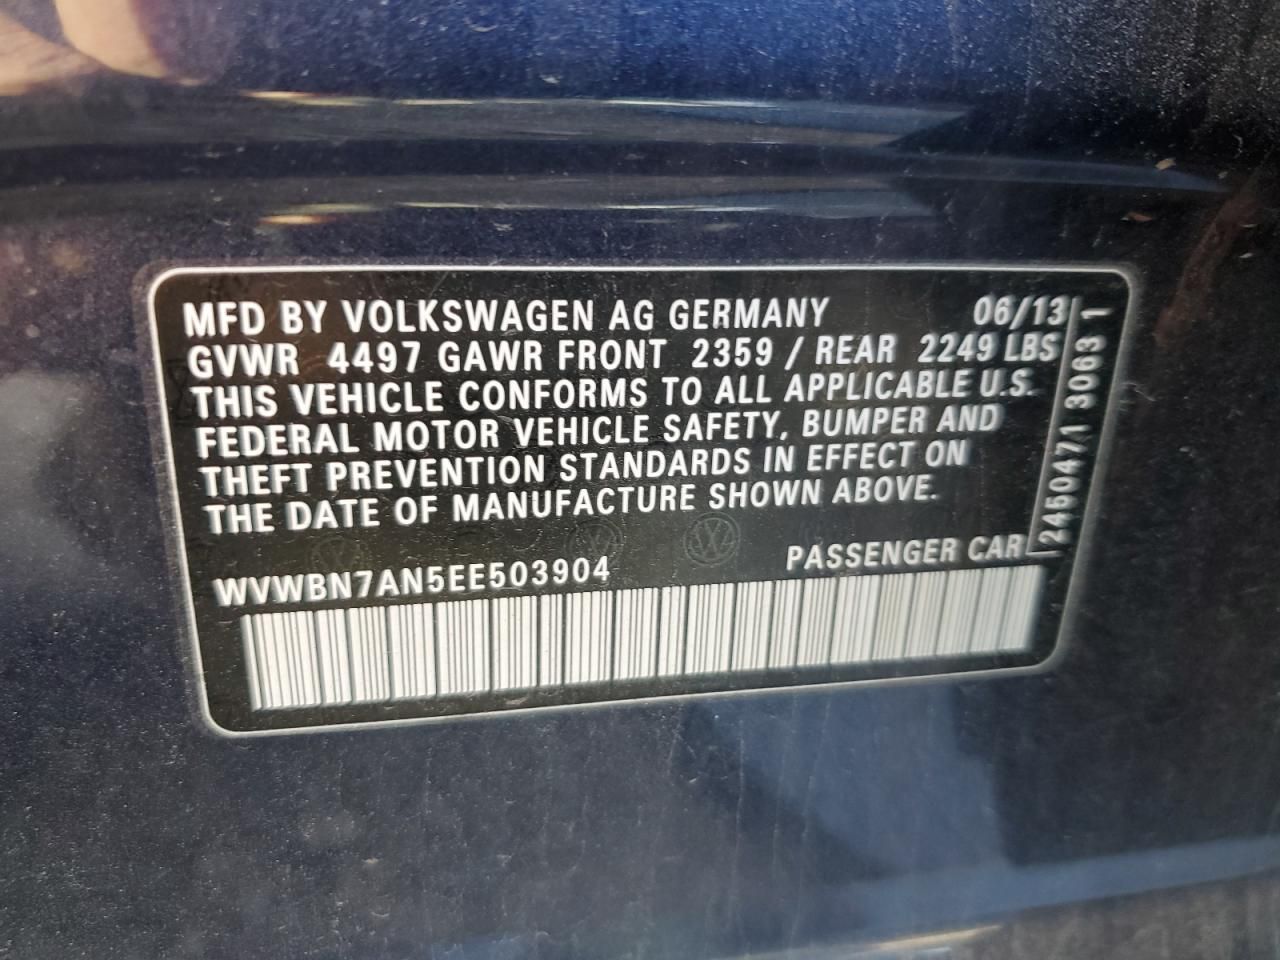 MFD BY VOLKSWAGEN AG GERMANY 06/13
GVWR 4497 GAWR FRONT 2359 / REAR 2249 LBS
THIS VEHICLE CONFORMS TO ALL APPLICABLE U.S.
FEDERAL MOTOR VEHICLE SAFETY, BUMPER AND
THEFT PREVENTION STANDARDS IN EFFECT ON
THE DATE OF MANUFACTURE SHOWN ABOVE.
WVWBN7AN5EE503904 PASSENGER CAR
2450474 3063 1